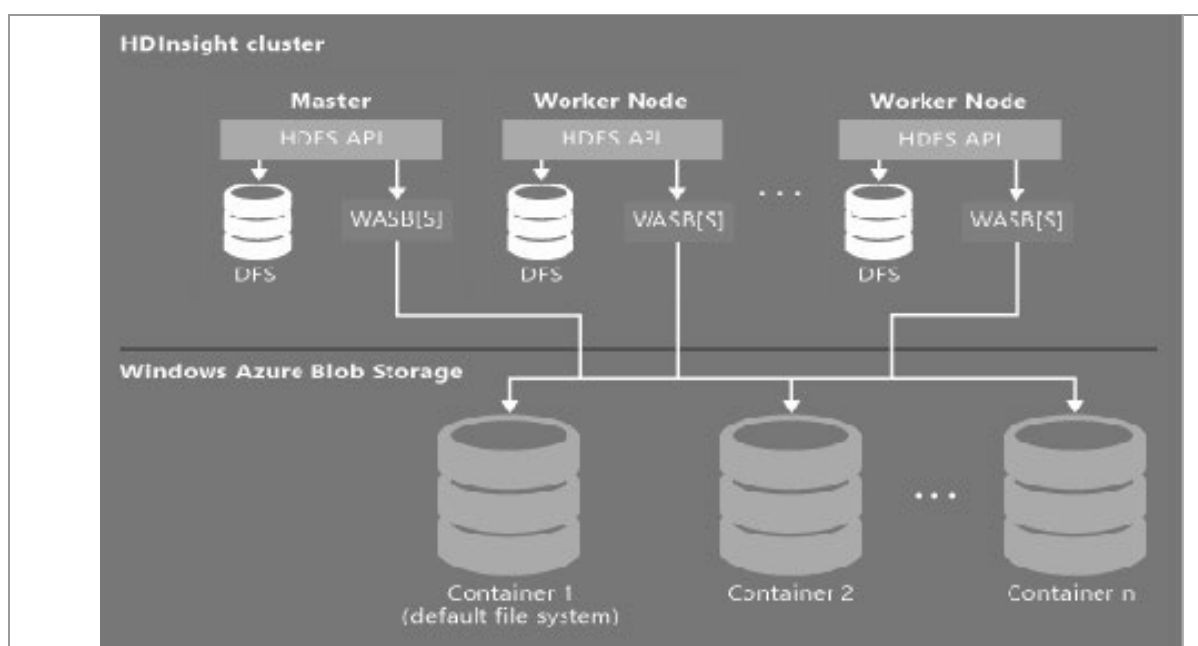 HDInsight cluster
Master Worker Node Worker Node
HDFS API HDFS API HDFS API
WASB[S] WASB[S] . . . WASB[S]
DFS DFS DFS
Windows Azure Blob Storage
...
Container 1 Container 2 Container n
(default file system)